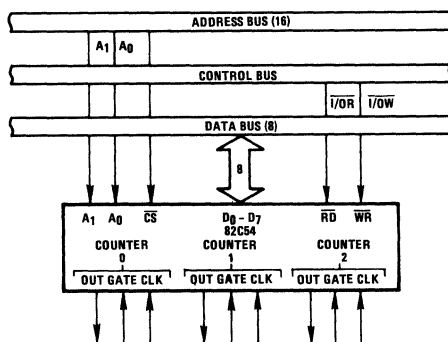 ADDRESS BUS (16)
A1 A0
CONTROL BUS
I/OR I/OW
DATA BUS (8)
8
A1 A0 CS D0 - D7 RD WR
82C54
COUNTER COUNTER COUNTER
0 1 2
OUT GATE CLK OUT GATE CLK OUT GATE CLK